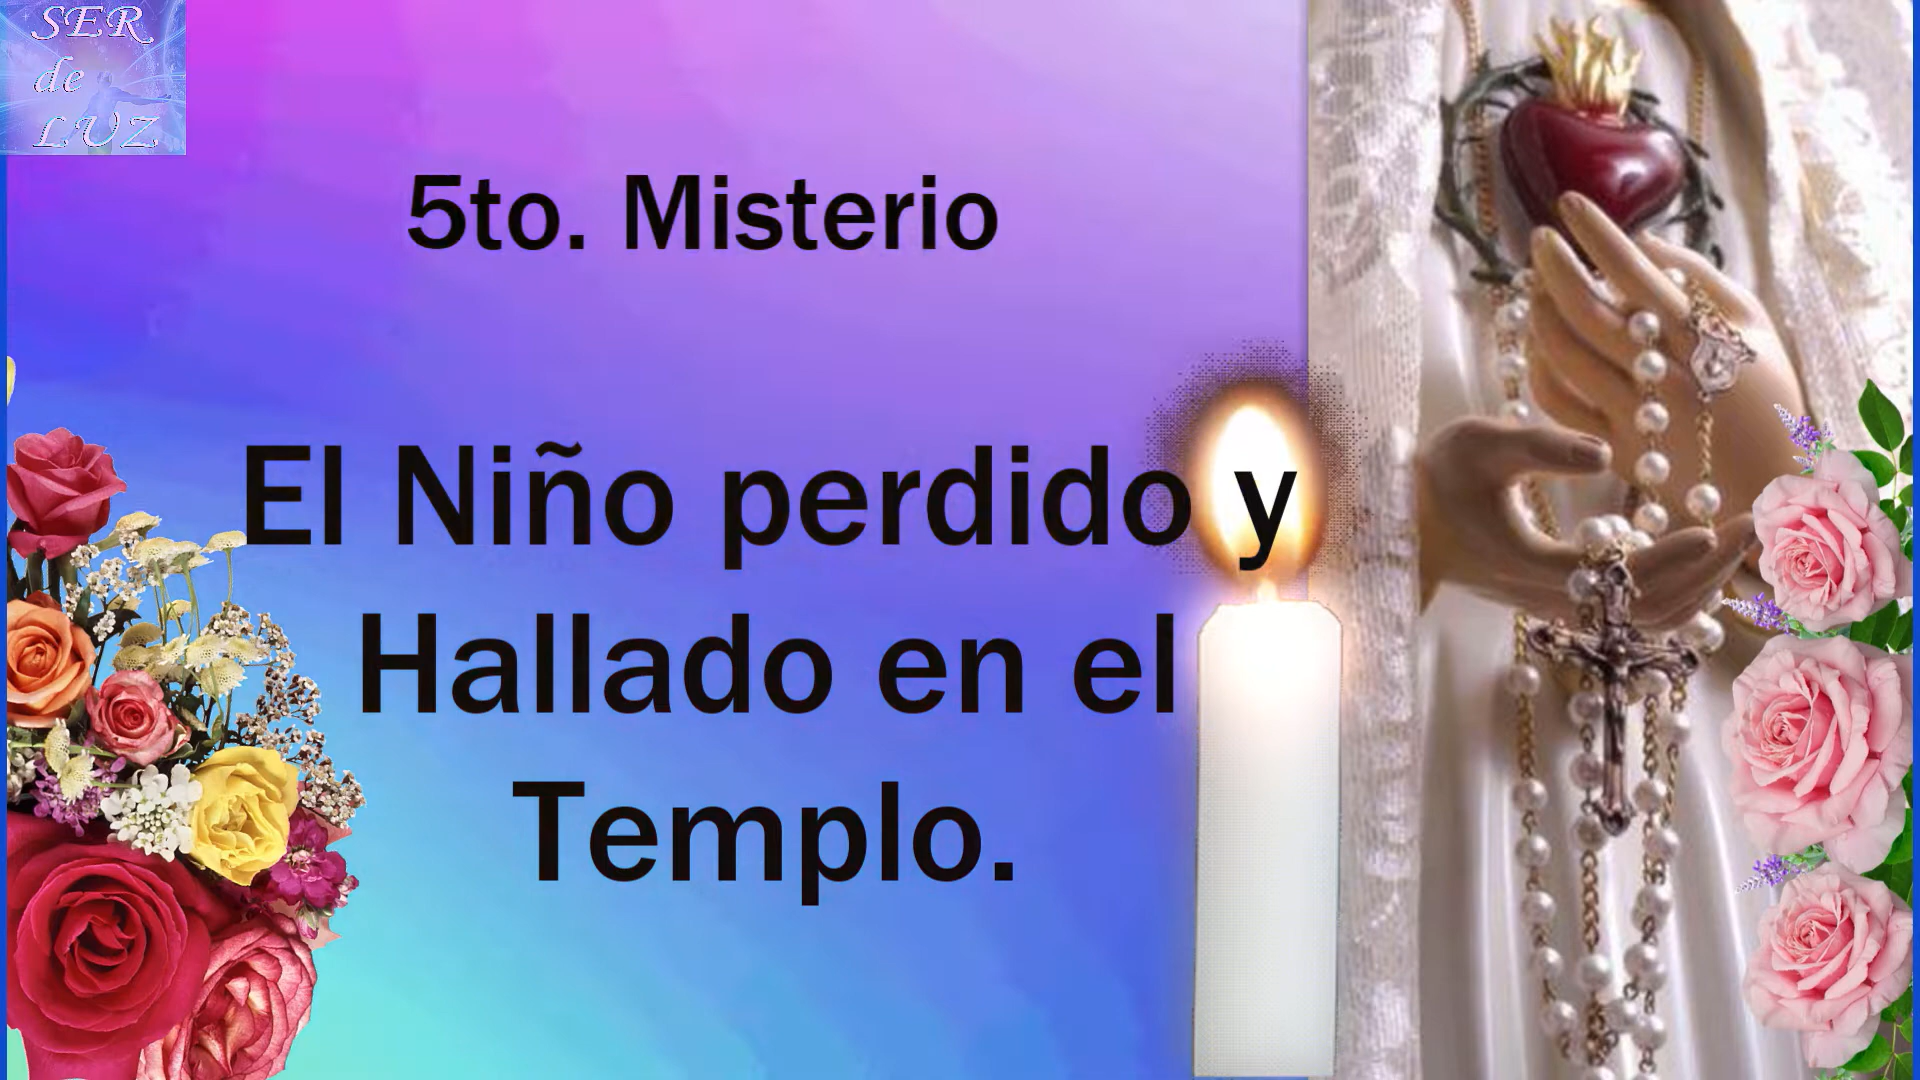 SER
de
LUZ
5to. Misterio
El Niño perdido y
Hallado en el
Templo.